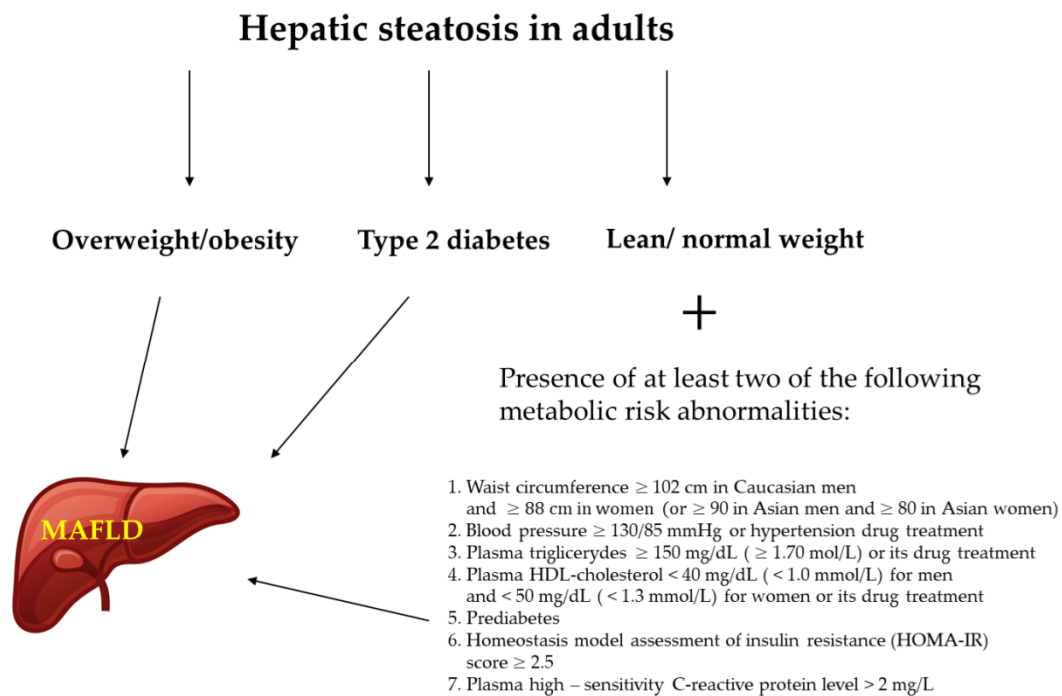 Hepatic steatosis in adults
Overweight/obesity
Type 2 diabetes
Lean/ normal weight
+
Presence of at least two of the following
metabolic risk abnormalities:
MAFLD
1. Waist circumference ≥ 102 cm in Caucasian men
and ≥ 88 cm in women (or ≥ 90 in Asian men and ≥ 80 in Asian women)
2. Blood pressure ≥ 130/85 mmHg or hypertension drug treatment
3. Plasma triglicerydes ≥ 150 mg/dL ( ≥ 1.70 mol/L) or its drug treatment
4. Plasma HDL-cholesterol < 40 mg/dL ( < 1.0 mmol/L) for men
and < 50 mg/dL ( < 1.3 mmol/L) for women or its drug treatment
5. Prediabetes
6. Homeostasis model assessment of insulin resistance (HOMA-IR)
score ≥ 2.5
7. Plasma high – sensitivity C-reactive protein level > 2 mg/L